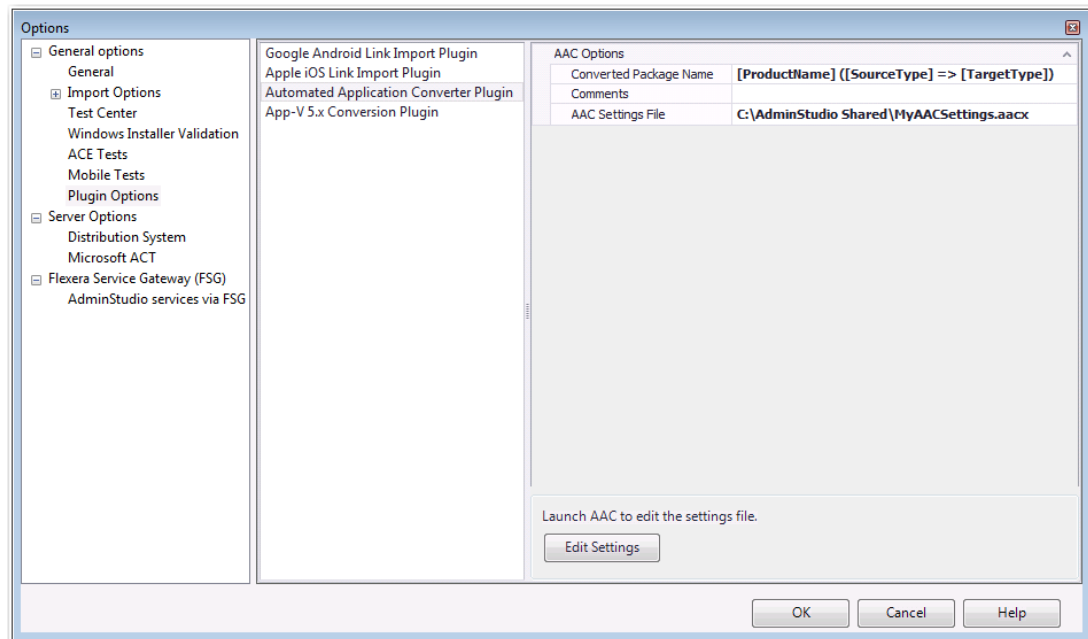 Options
General options
General
Import Options
Test Center
Windows Installer Validation
ACE Tests
Mobile Tests
Plugin Options
Server Options
Distribution System
Microsoft ACT
Flexera Service Gateway (FSG)
AdminStudio services via FSG
Google Android Link Import Plugin
Apple iOS Link Import Plugin
Automated Application Converter Plugin
App-V 5.x Conversion Plugin
AAC Options
Converted Package Name [ProductName] ([SourceType] => [TargetType])
Comments
AAC Settings File C:\AdminStudio Shared\MyAACSettings.aacx
Launch AAC to edit the settings file.
Edit Settings
OK Cancel Help